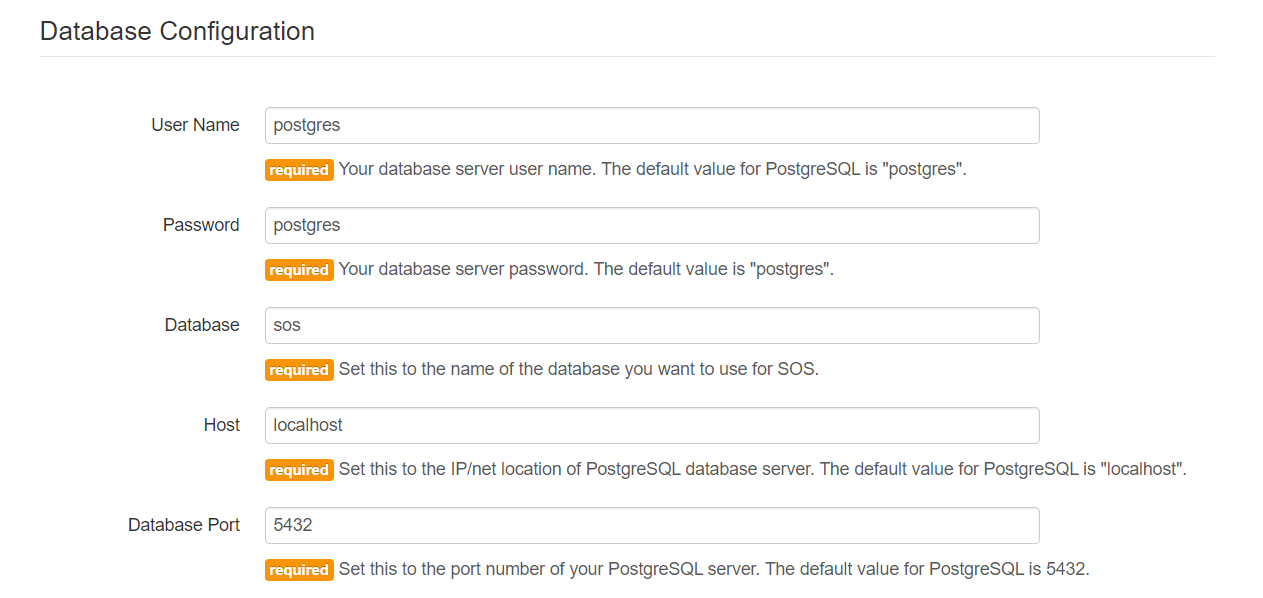 Database Configuration
User Name postgres
required Your database server user name. The default value for PostgreSQL is "postgres".
Password postgres
required Your database server password. The default value is "postgres".
Database sos
required Set this to the name of the database you want to use for SOS.
Host localhost
required Set this to the IP/net location of PostgreSQL database server. The default value for PostgreSQL is "localhost".
Database Port 5432
required Set this to the port number of your PostgreSQL server. The default value for PostgreSQL is 5432.